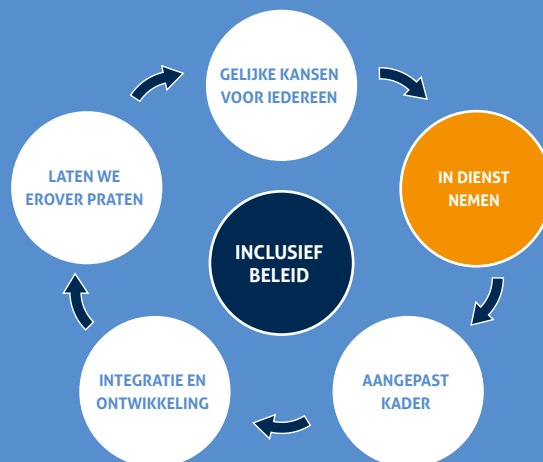 GELIJKE KANSEN
VOOR IEDEREEN
IN DIENST
NEMEN
AANGEPAST
KADER
INTEGRATIE EN
ONTWIKKELING
LATEN WE
EROVER PRATEN
INCLUSIEF
BELEID